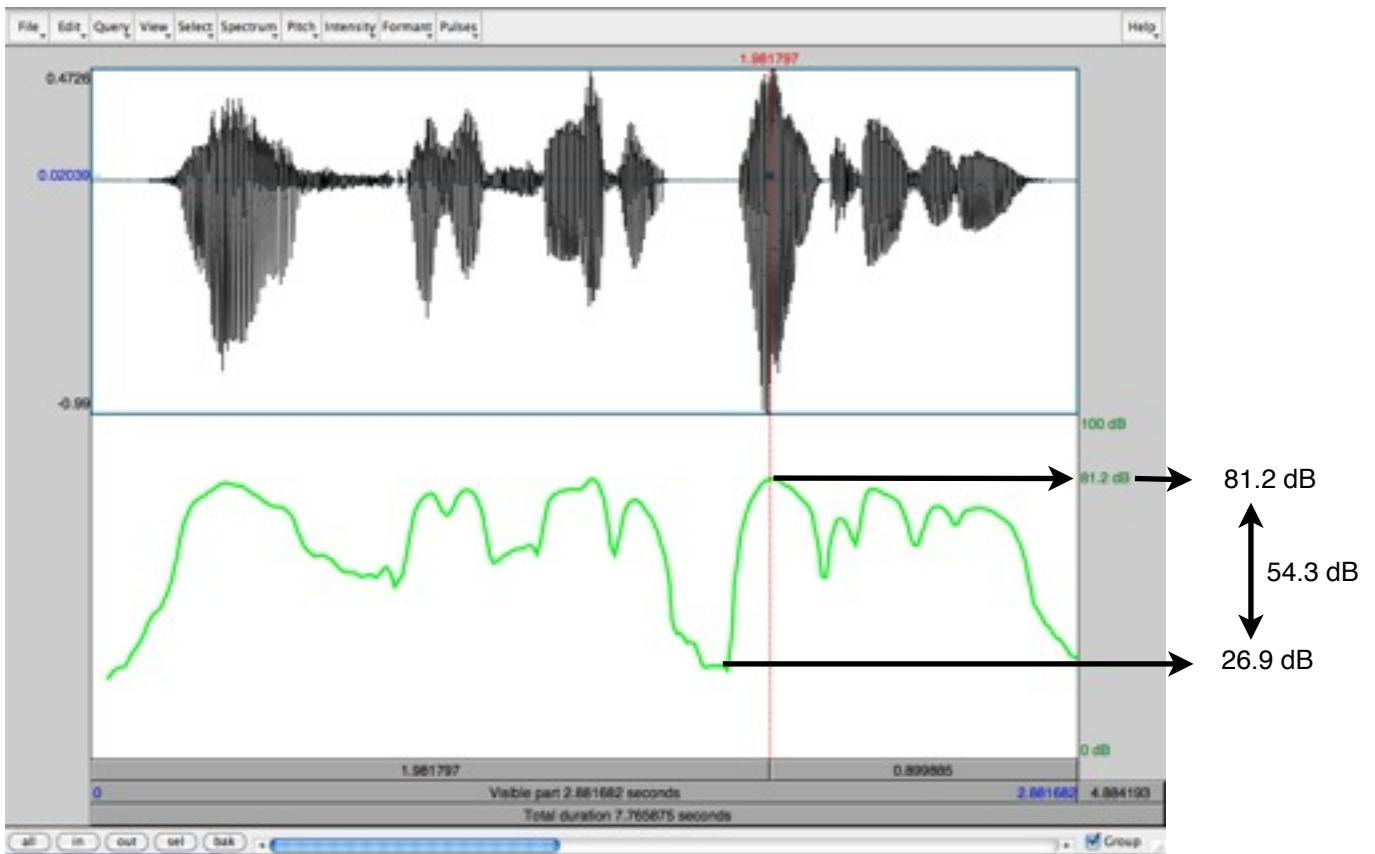 File Edit Query View Select Spectrum Pitch Intensity Formant Pulses Help
1.981797
0.4726
0.02039
-0.99
100 dB
81.2 dB 81.2 dB
54.3 dB
26.9 dB
0 dB
1.981797 0.899885
0 Visible part 2.881682 seconds 2.881682 4.884193
Total duration 7.765875 seconds
all in out sel bak Group